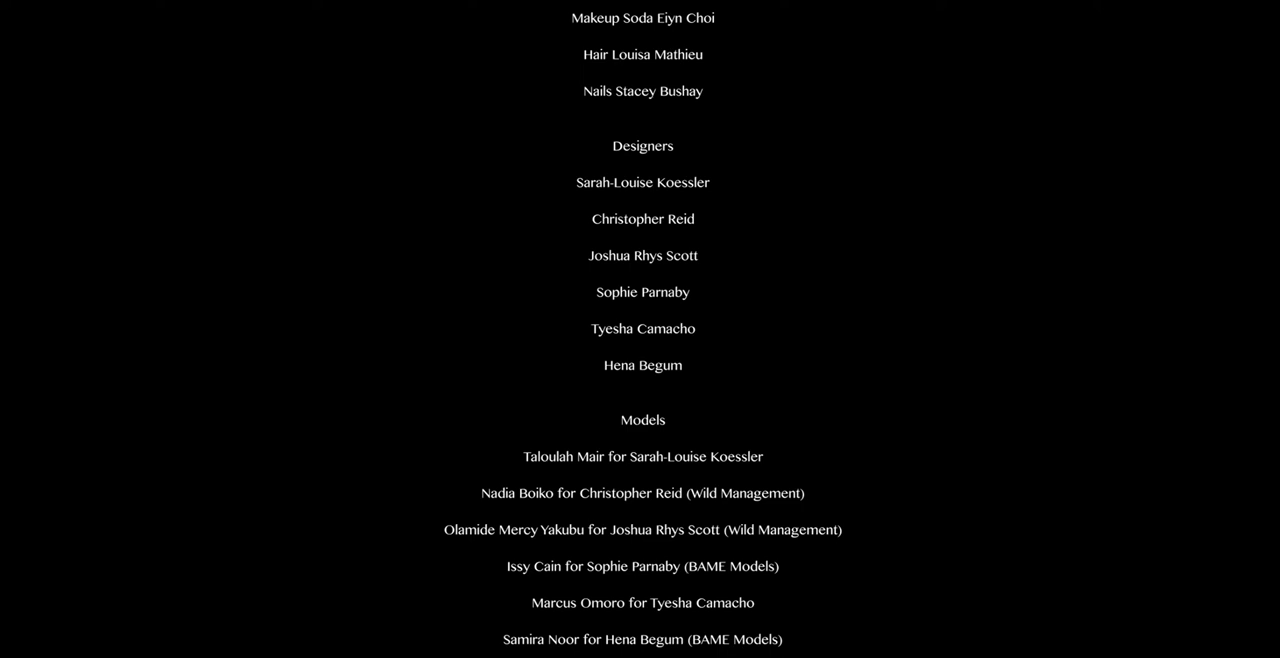 Makeup Soda Eiyn Choi
Hair Louisa Mathieu
Nails Stacey Bushay
Designers
Sarah-Louise Koessler
Christopher Reid
Joshua Rhys Scott
Sophie Parnaby
Tyesha Camacho
Hena Begum
Models
Taloulah Mair for Sarah-Louise Koessler
Nadia Boiko for Christopher Reid (Wild Management)
Olamide Mercy Yakubu for Joshua Rhys Scott (Wild Management)
Issy Cain for Sophie Parnaby (BAME Models)
Marcus Omoro for Tyesha Camacho
Samira Noor for Hena Begum (BAME Models)